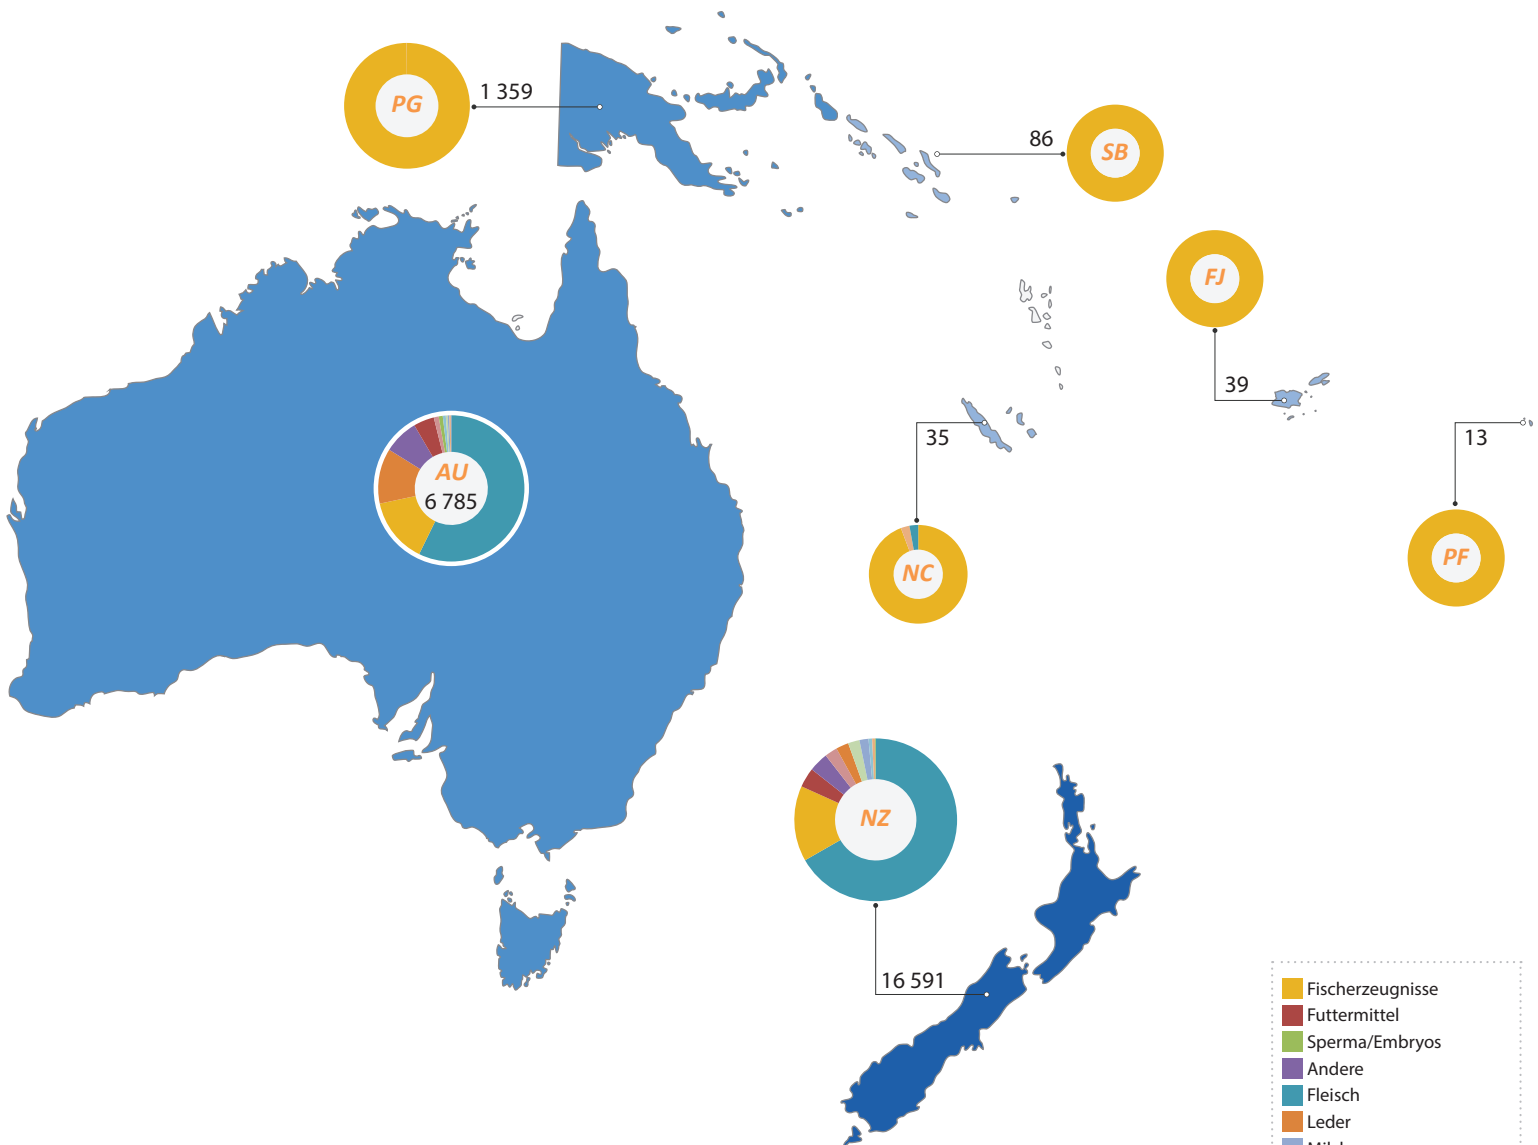 PG
1 359
86
SB
FJ
39
35
13
AU
6 785
NC
PF
NZ
16 591
Fischerzeugnisse
Futtermittel
Sperma/Embryos
Andere
Fleisch
Leder